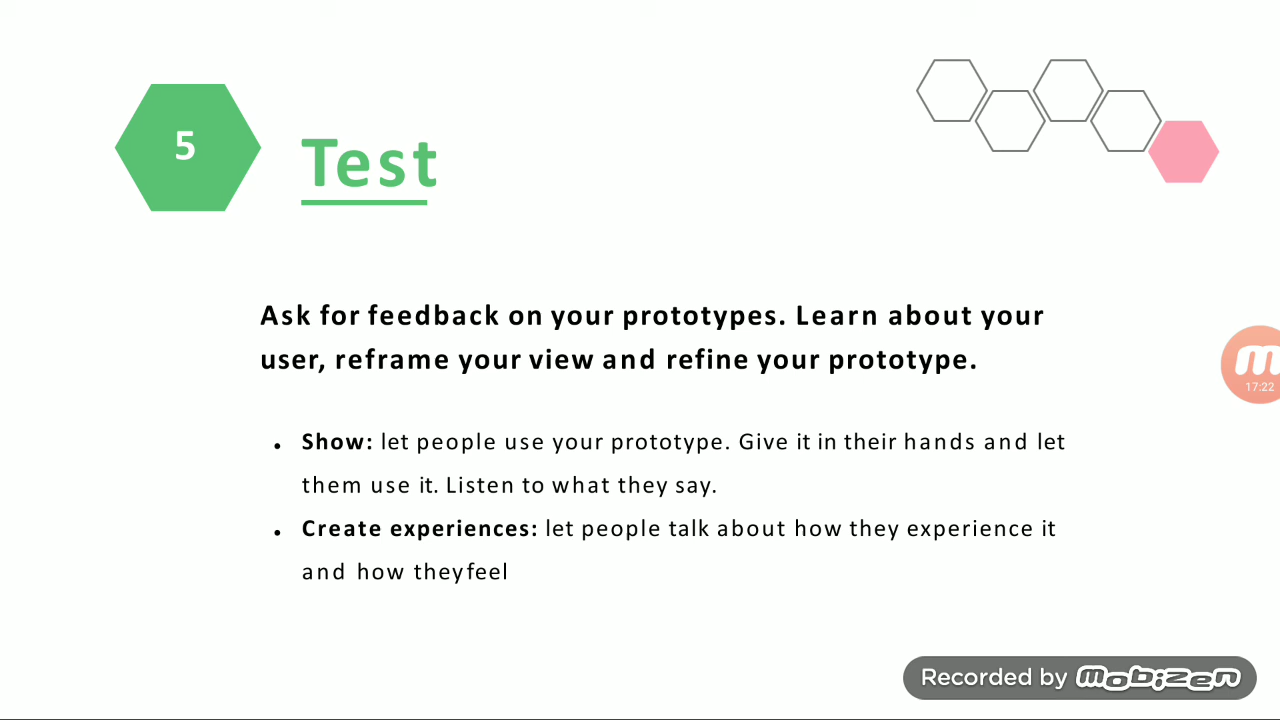 5
Test
Ask for feedback on your prototypes. Learn about your
user, reframe your view and refine your prototype.
17:22
• Show: let people use your prototype. Give it in their hands and let
them use it. Listen to what they say.
• Create experiences: let people talk about how they experience it
and how they feel
Recorded by mobizen